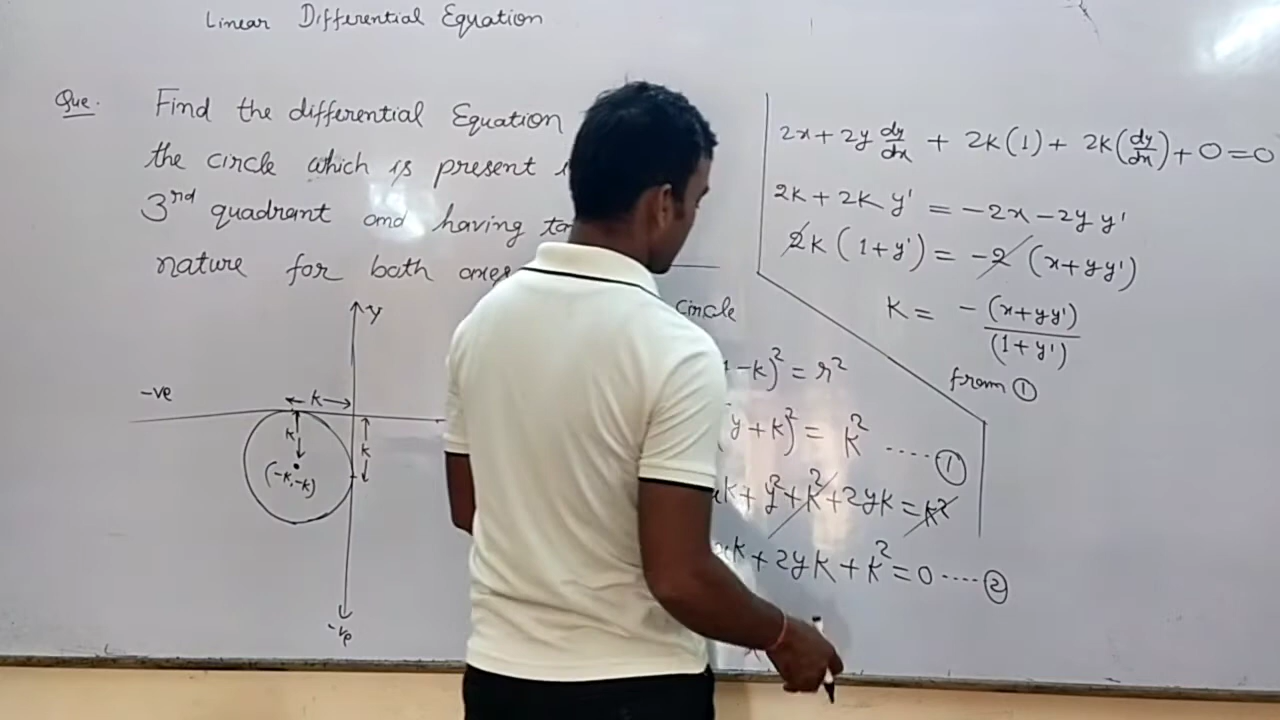 Linear Differential Equation
Que. Find the differential Equation
the circle which is present
3rd quadrant and having
nature for both axes
y
-ve
K
K
K
(-K,-K)
-ve
circle
-k)² = r²
y + k)² = k² ..... ①
k + y² + k² + 2yk = k²
k + 2yk + k² = 0 ..... ②
2x + 2y dy/dx + 2k(1) + 2k(dy/dx) + 0 = 0
2k + 2k y' = -2x - 2y y'
2k (1+y') = -2 (x+yy')
K = -(x+yy')/(1+y')
from ①